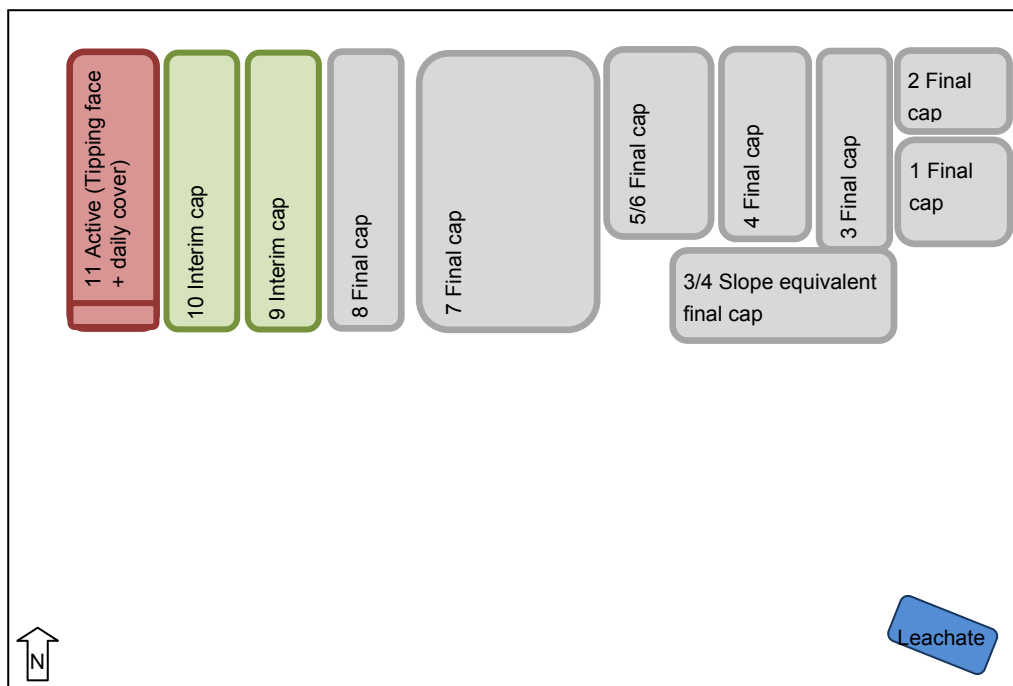 11 Active (Tipping face
+ daily cover)
10 Interim cap
9 Interim cap
8 Final cap
7 Final cap
5/6 Final cap
4 Final cap
3 Final cap
2 Final
cap
1 Final
cap
3/4 Slope equivalent
final cap
Leachate
N